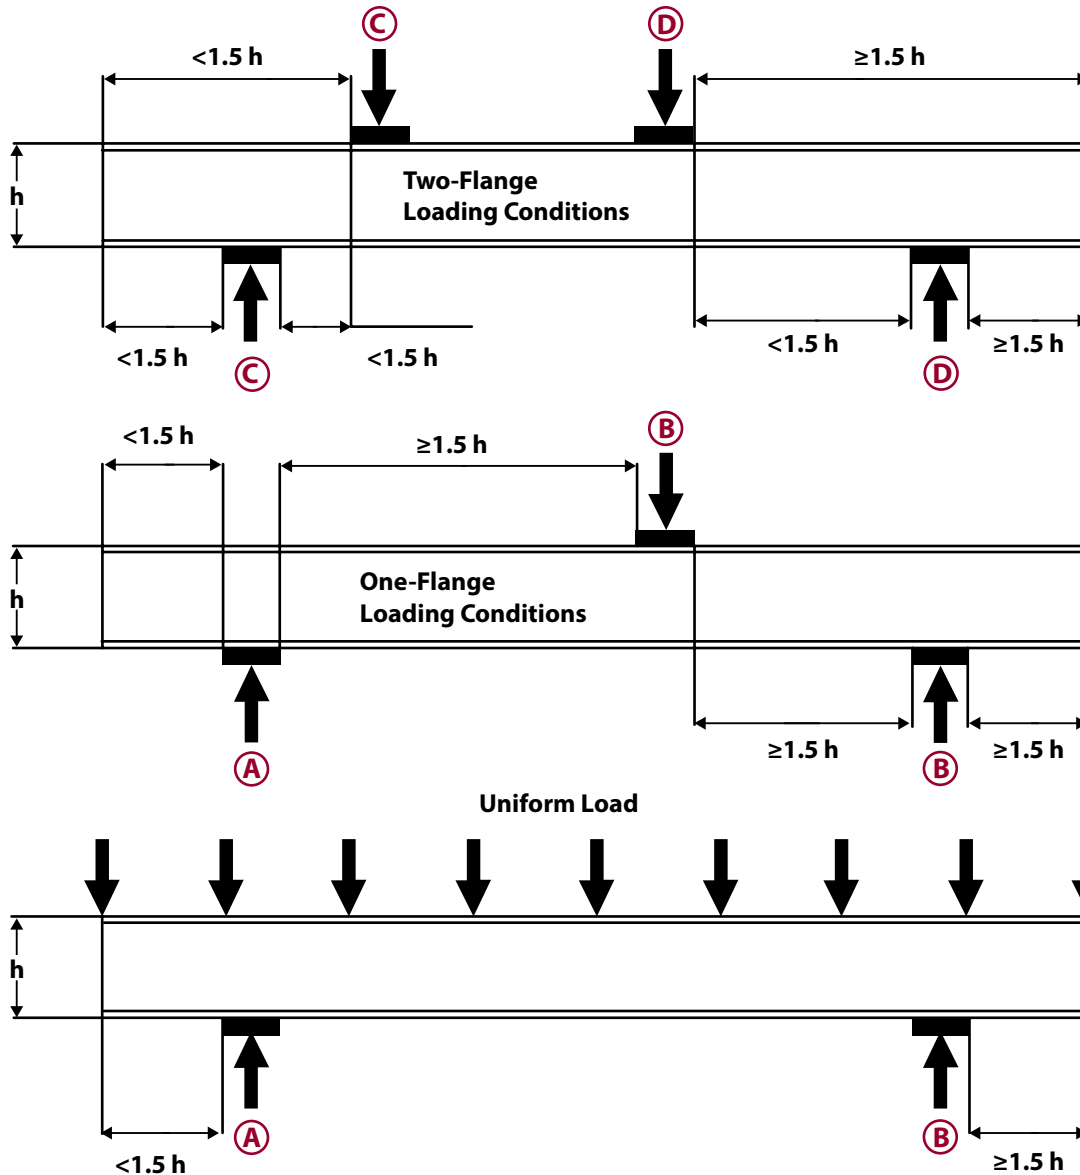 C D
<1.5 h ≥1.5 h
h
Two-Flange
Loading Conditions
<1.5 h <1.5 h <1.5 h ≥1.5 h
C D
B
<1.5 h ≥1.5 h
h
One-Flange
Loading Conditions
≥1.5 h ≥1.5 h
A B
Uniform Load
h
A B
<1.5 h ≥1.5 h